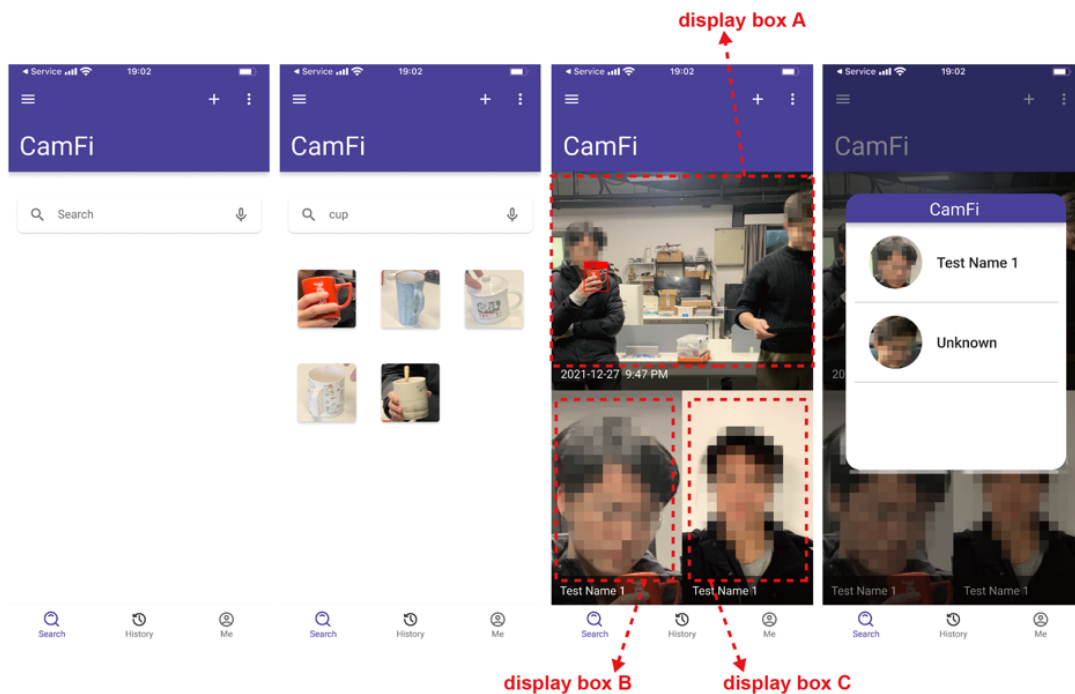 display box A
Service 19:02
CamFi
Search
Search
History
Me
Service 19:02
CamFi
cup
Search
History
Me
Service 19:02
CamFi
2021-12-27 9:47 PM
Test Name 1
Test Name 1
Search
History
Me
Service 19:02
CamFi
CamFi
Test Name 1
Unknown
20
Test Name 1
Test Name 1
Search
History
Me
display box B
display box C